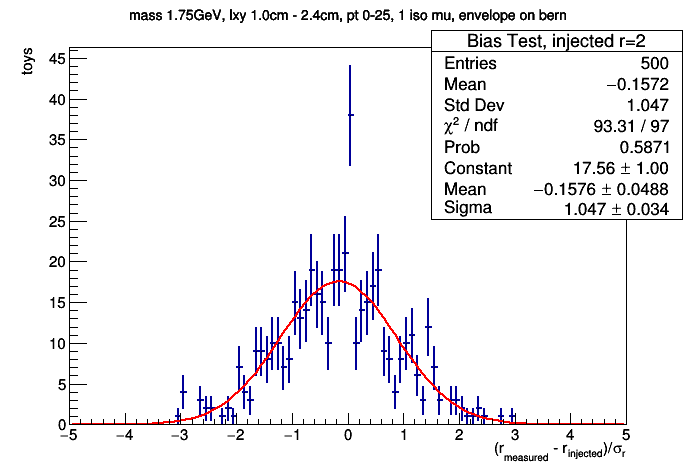 mass 1.75GeV, lxy 1.0cm - 2.4cm, pt 0-25, 1 iso mu, envelope on bern
Bias Test, injected r=2
Entries 500
Mean −0.1572
Std Dev 1.047
χ² / ndf 93.31 / 97
Prob 0.5871
Constant 17.56 ± 1.00
Mean −0.1576 ± 0.0488
Sigma 1.047 ± 0.034
toys
45
40
35
30
25
20
15
10
5
0
−5 −4 −3 −2 −1 0 1 2 3 4 5
(r_measured - r_injected)/σ_r